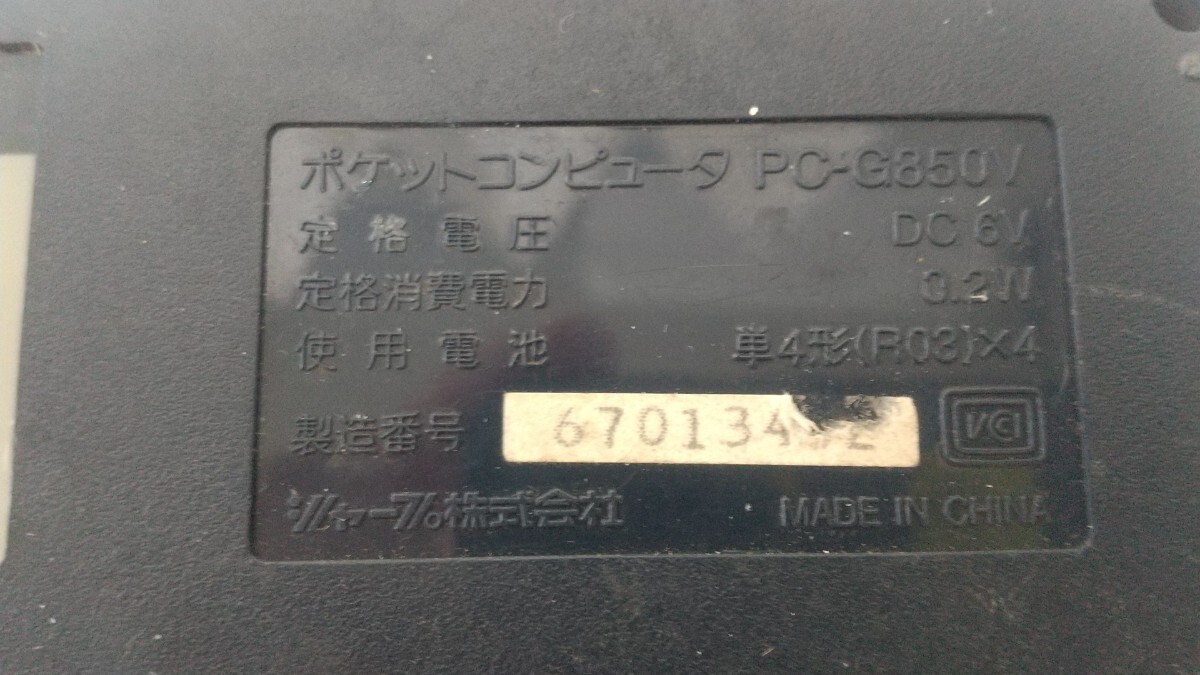 ポケットコンピュータ PC-G850V
定格電圧 DC 6V
定格消費電力 0.2W
使用電池 単4形(R03)×4
製造番号
VCI
シャープ株式会社 MADE IN CHINA